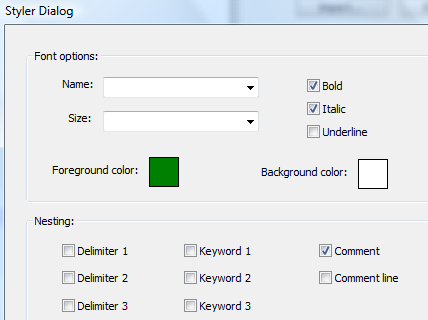 Styler Dialog
Font options:
Name:
Bold
Italic
Size:
Underline
Foreground color:
Background color:
Nesting:
Delimiter 1 Keyword 1 Comment
Delimiter 2 Keyword 2 Comment line
Delimiter 3 Keyword 3